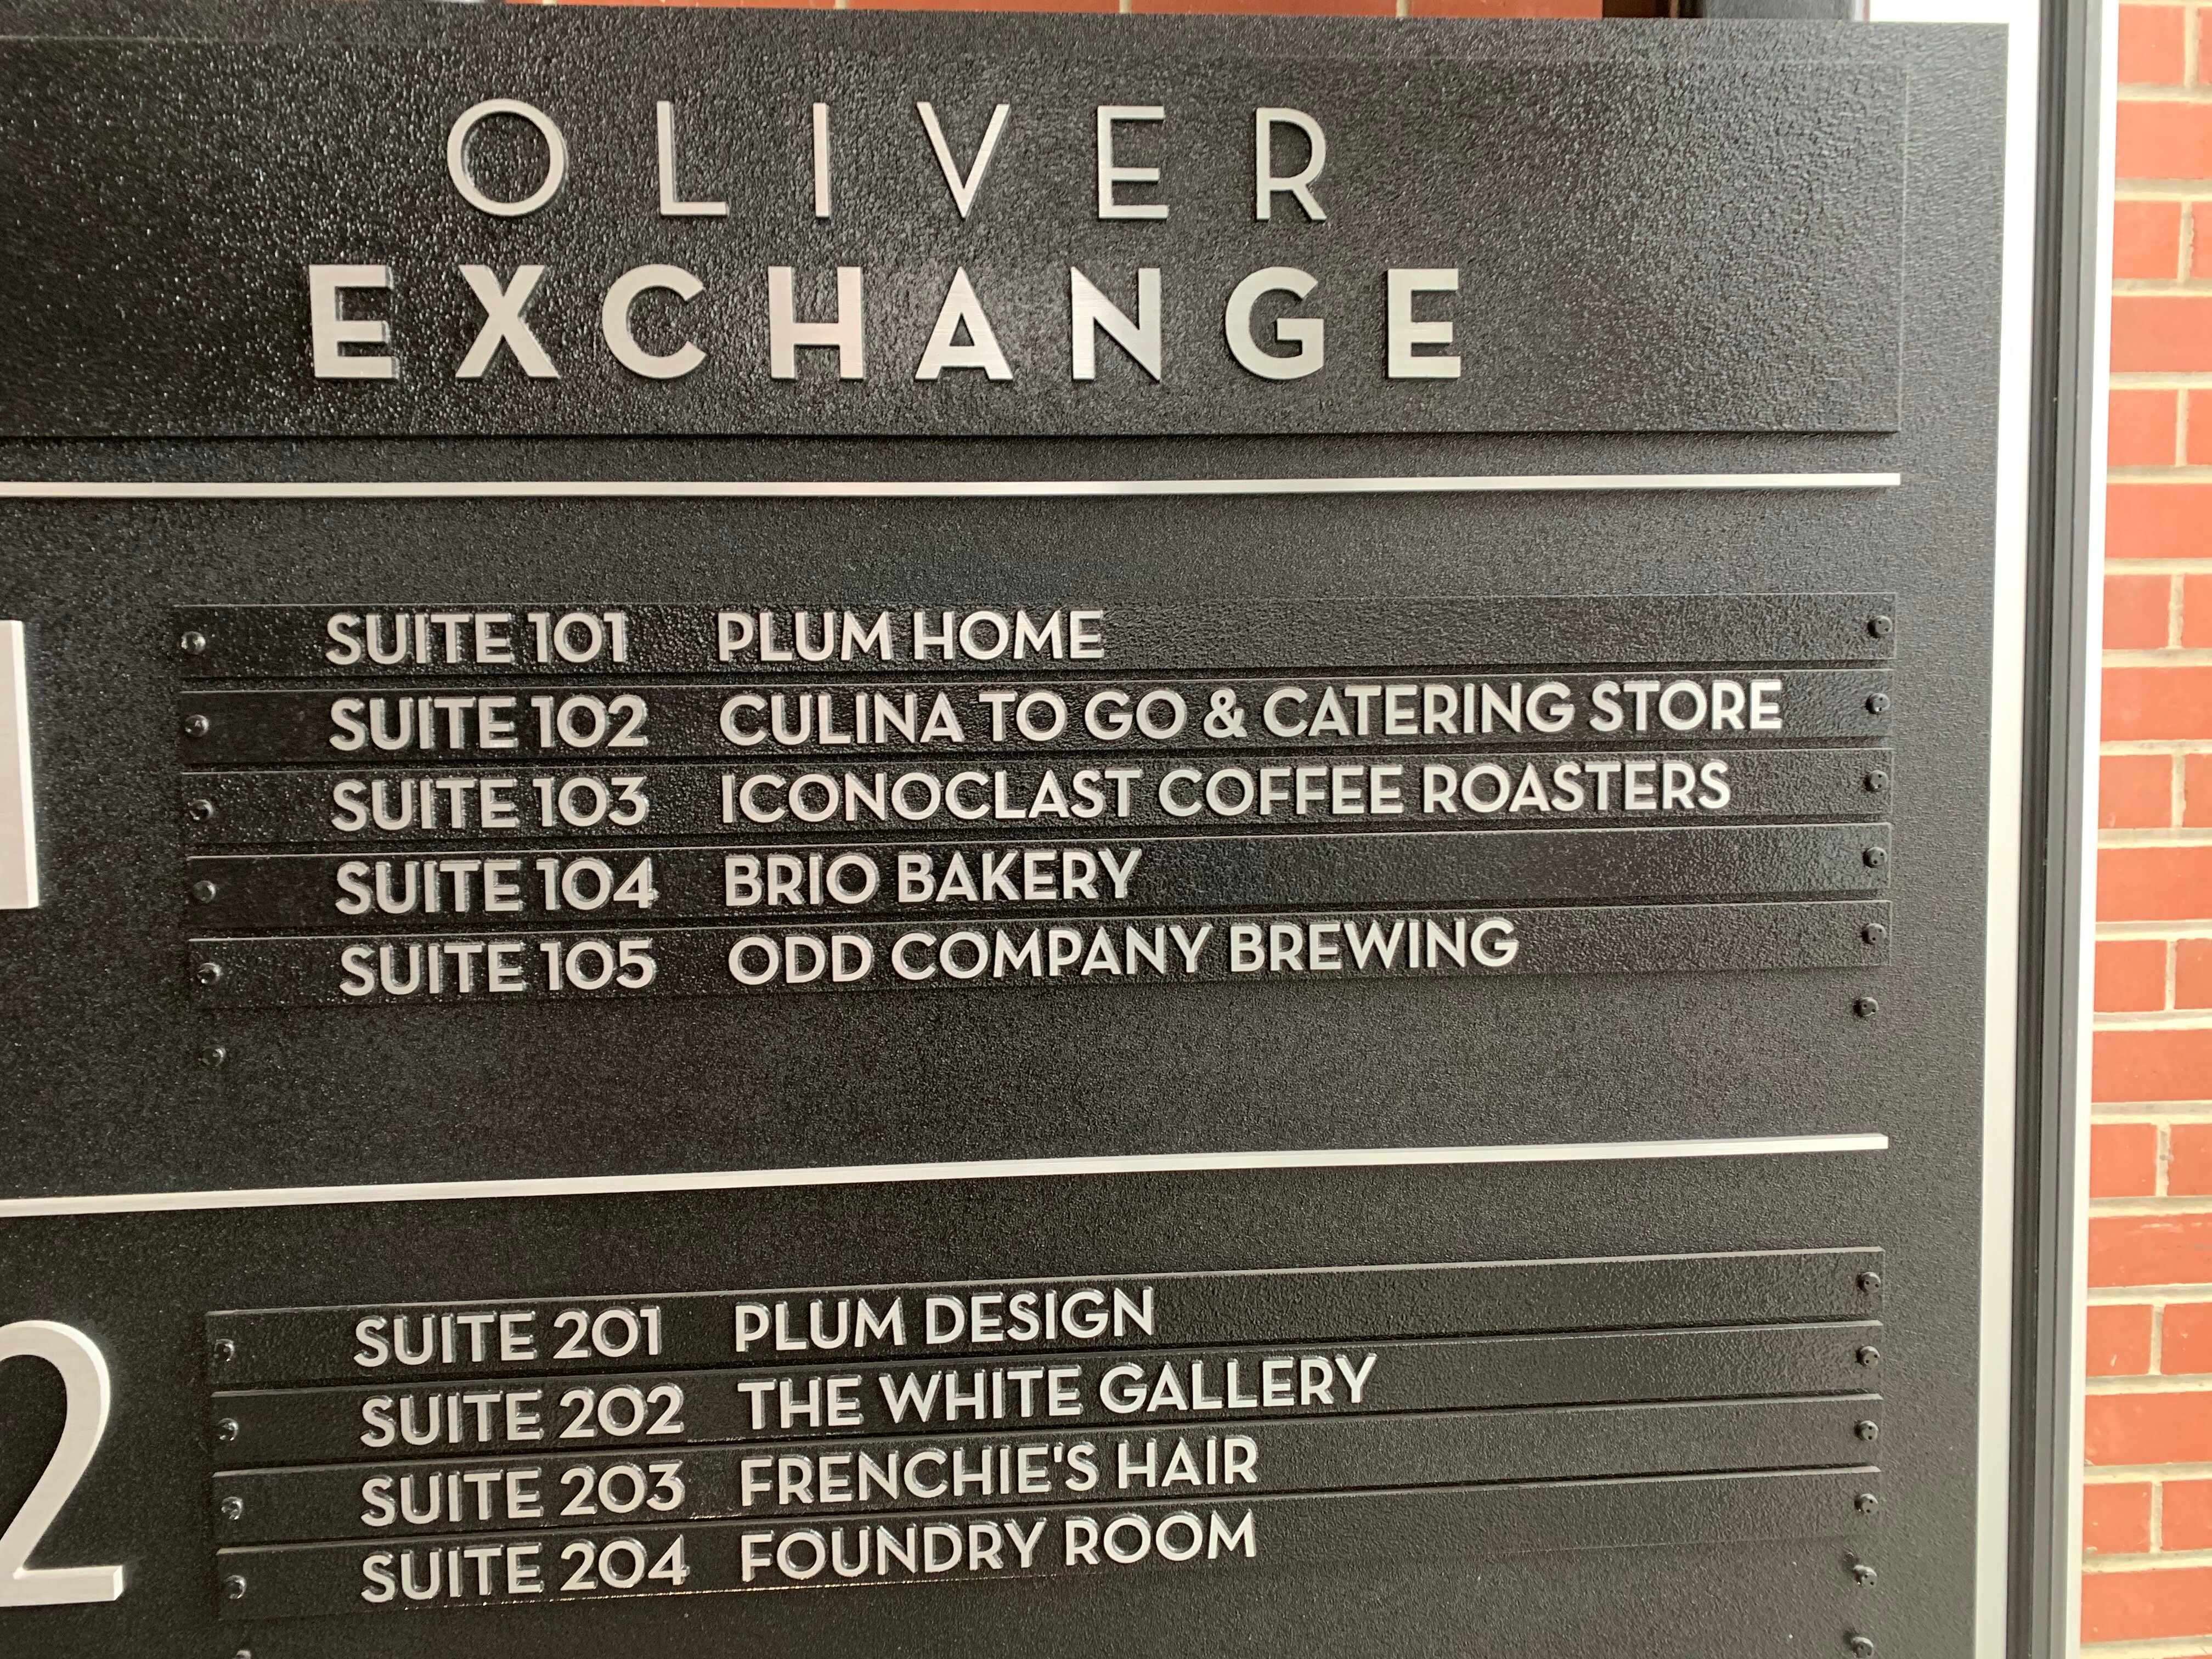 OLIVER
EXCHANGE
1
SUITE 101 PLUM HOME
SUITE 102 CULINA TO GO & CATERING STORE
SUITE 103 ICONOCLAST COFFEE ROASTERS
SUITE 104 BRIO BAKERY
SUITE 105 ODD COMPANY BREWING
2
SUITE 201 PLUM DESIGN
SUITE 202 THE WHITE GALLERY
SUITE 203 FRENCHIE'S HAIR
SUITE 204 FOUNDRY ROOM